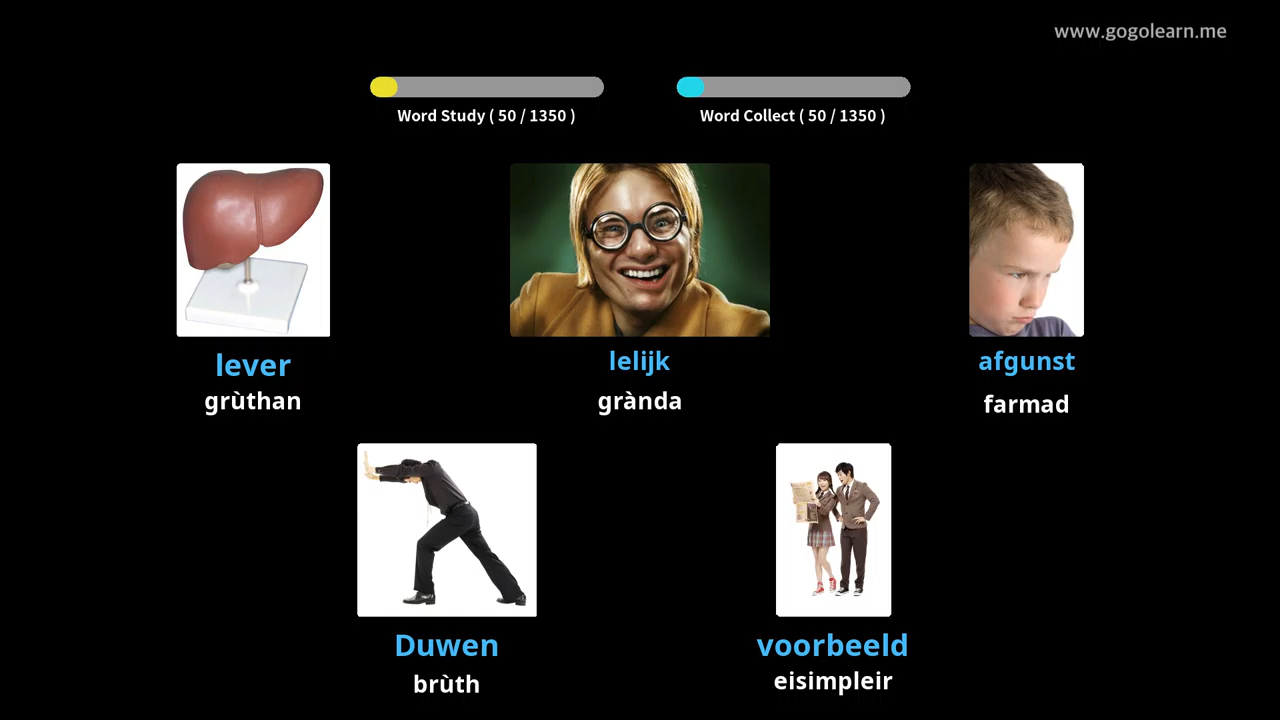 www.gogolearn.me
Word Study ( 50 / 1350 )
Word Collect ( 50 / 1350 )
lever
grùthan
lelijk
grànda
afgunst
farmad
Duwen
brùth
voorbeeld
eisimpleir